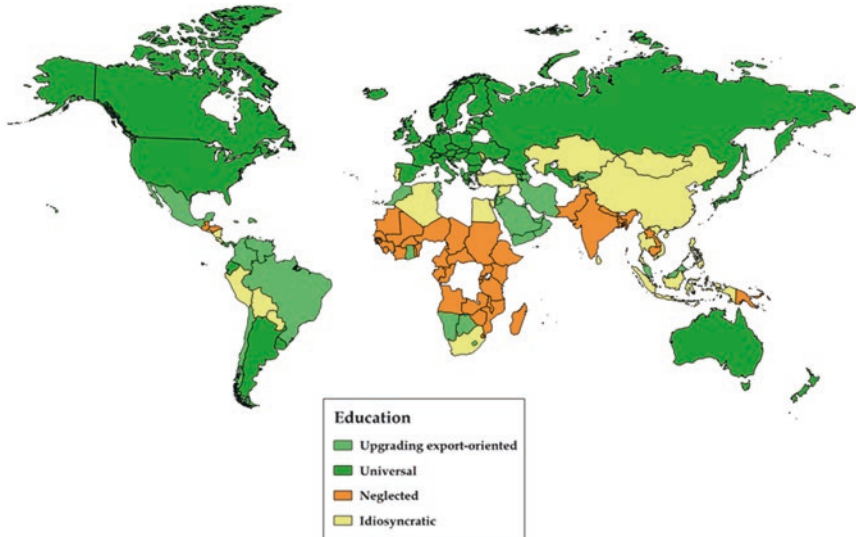 Education
Upgrading export-oriented
Universal
Neglected
Idiosyncratic